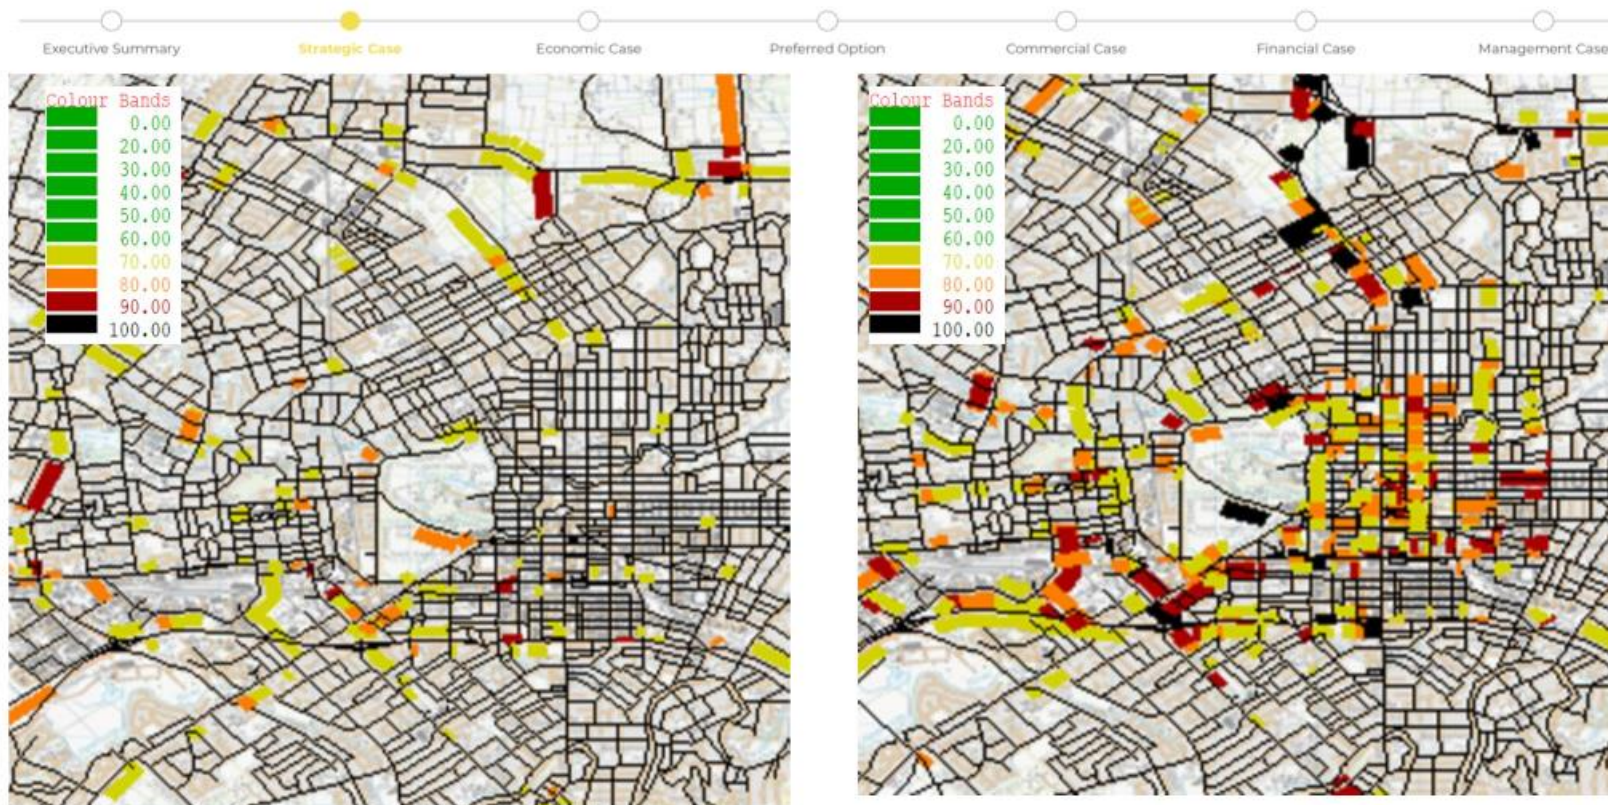 Executive Summary
Strategic Case
Economic Case
Preferred Option
Commercial Case
Financial Case
Management Case
Colour Bands
0.00
20.00
30.00
40.00
50.00
60.00
70.00
80.00
90.00
100.00
Colour Bands
0.00
20.00
30.00
40.00
50.00
60.00
70.00
80.00
90.00
100.00